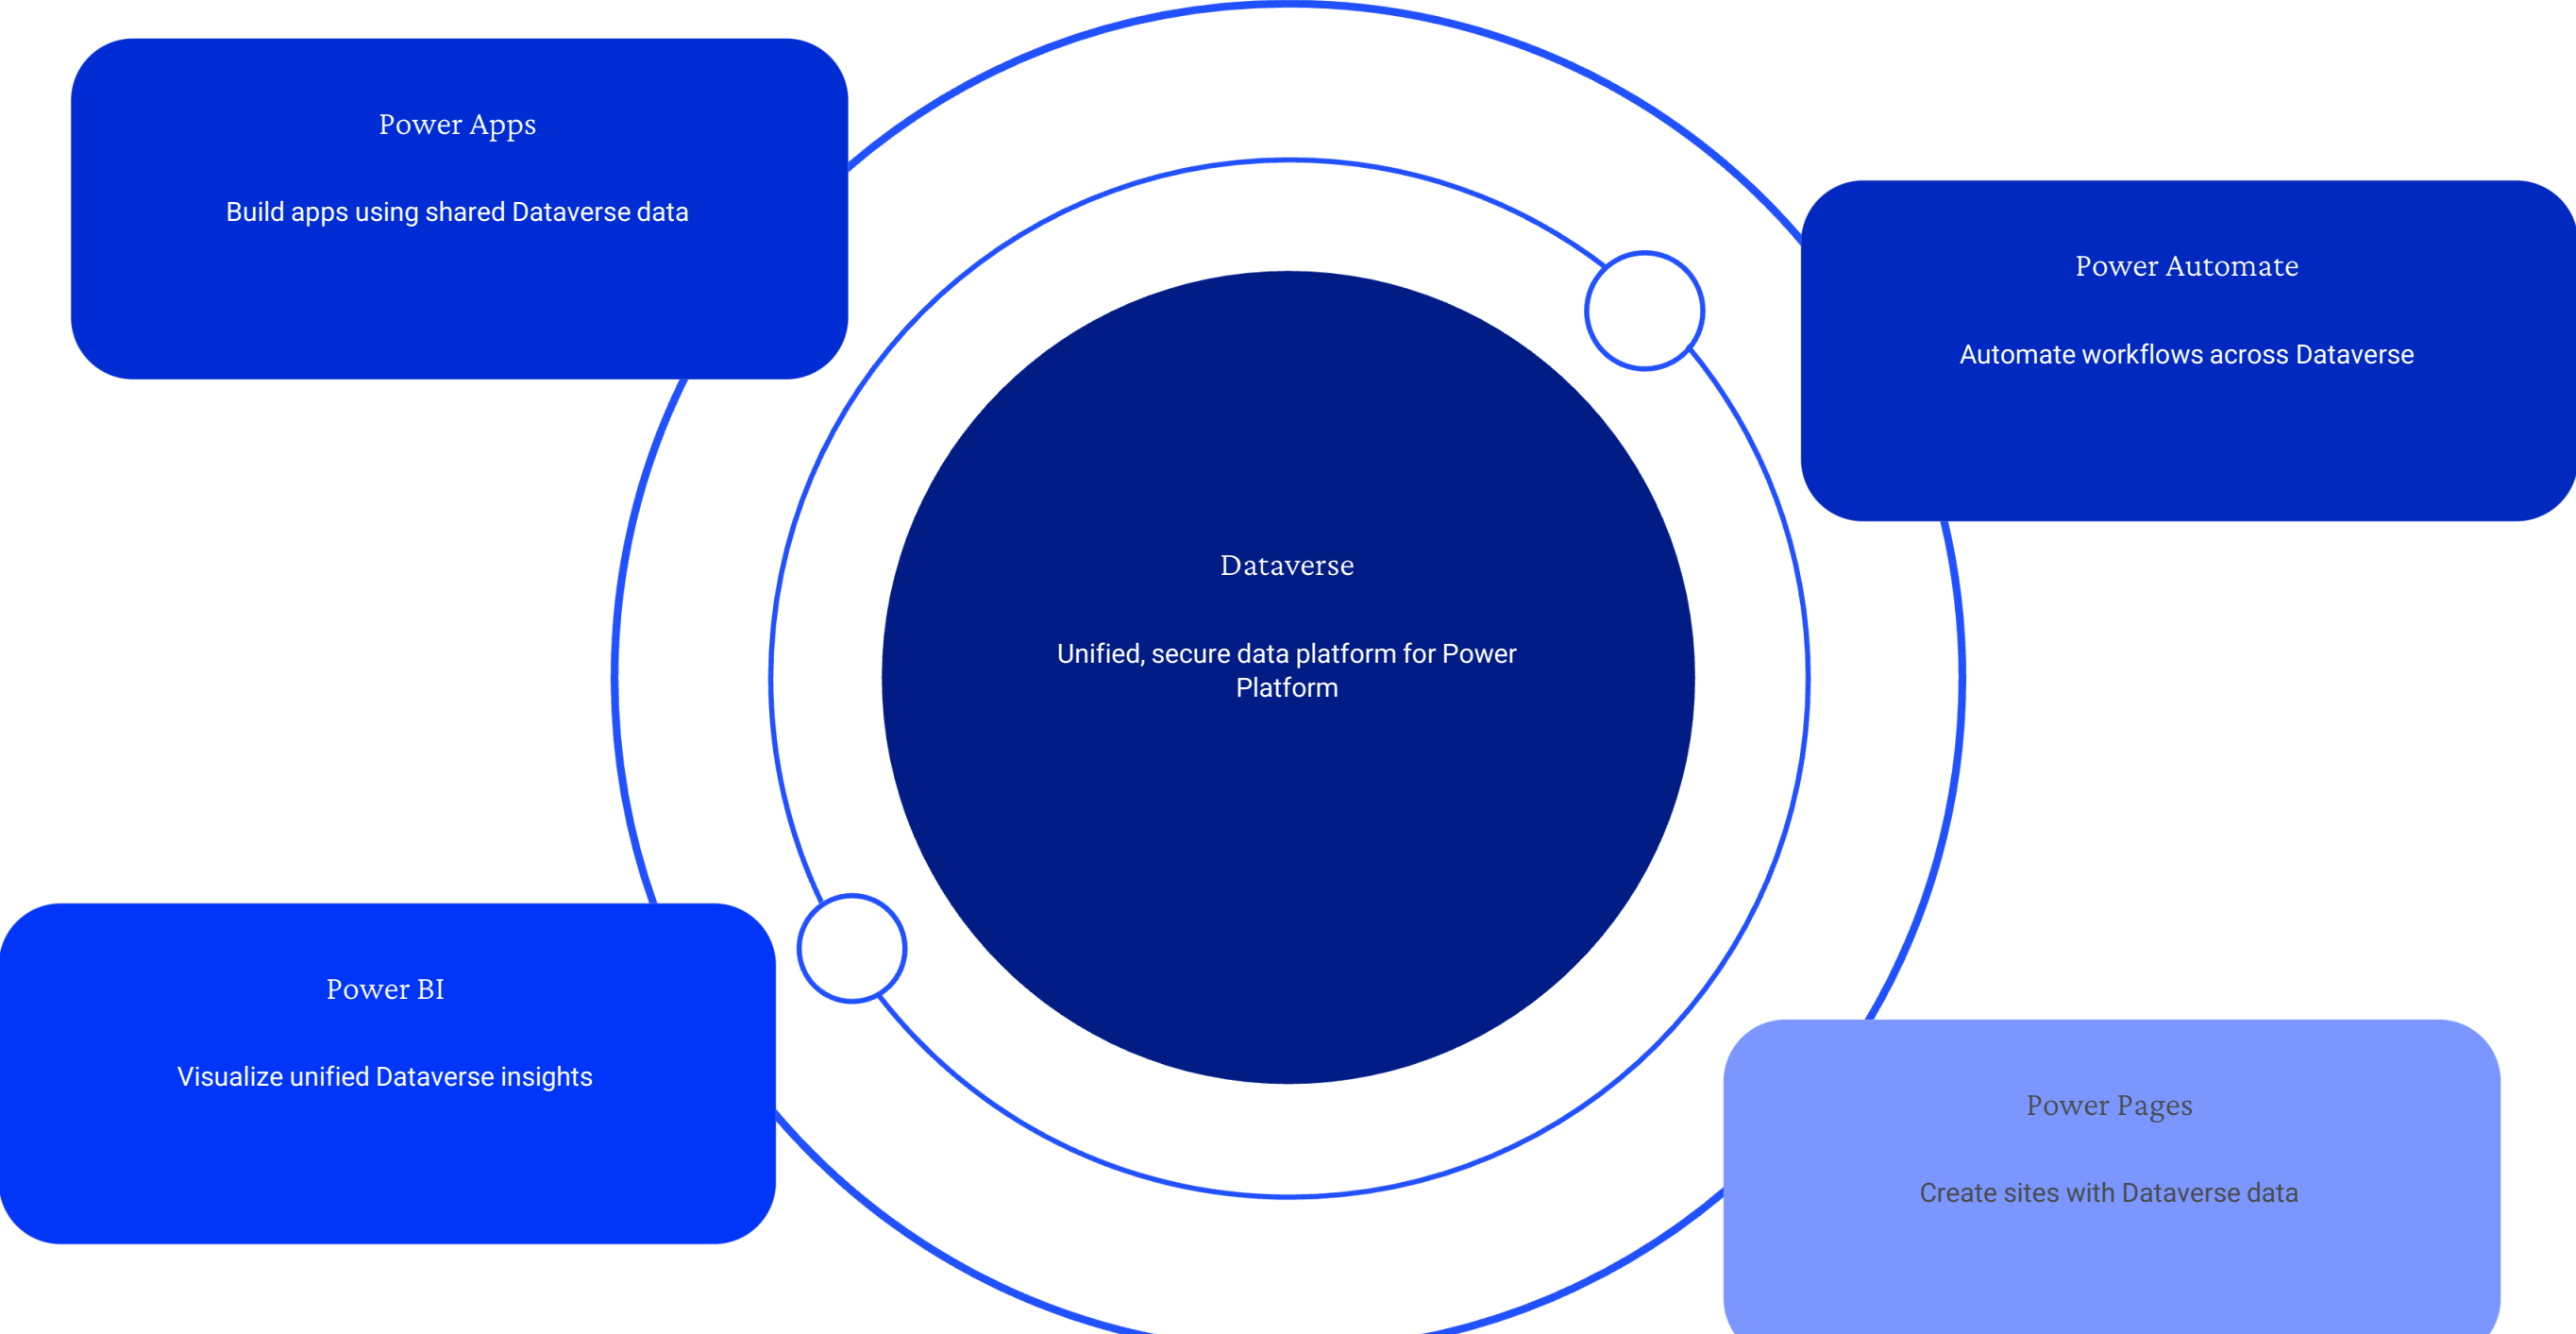 Power Apps
Build apps using shared Dataverse data
Power Automate
Automate workflows across Dataverse
Dataverse
Unified, secure data platform for Power
Platform
Power BI
Visualize unified Dataverse insights
Power Pages
Create sites with Dataverse data